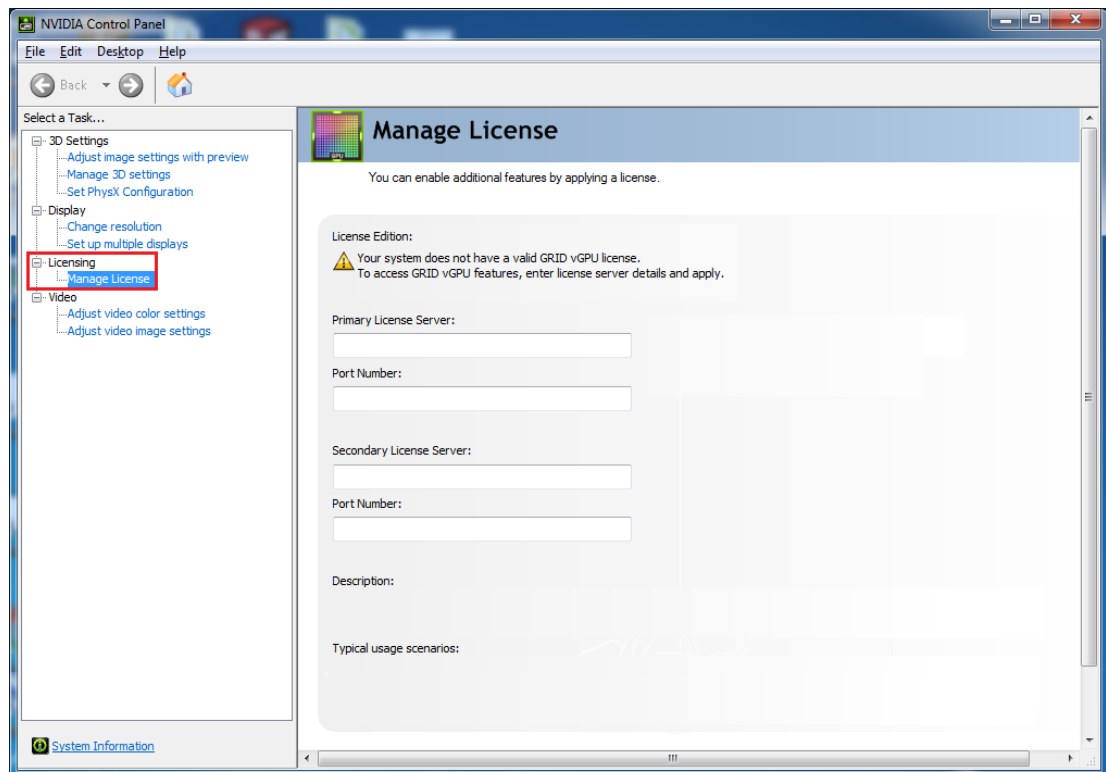 NVIDIA Control Panel
File Edit Desktop Help
Back
Select a Task...
3D Settings
Adjust image settings with preview
Manage 3D settings
Set PhysX Configuration
Display
Change resolution
Set up multiple displays
Licensing
Manage License
Video
Adjust video color settings
Adjust video image settings
System Information
GPU
Manage License
You can enable additional features by applying a license.
License Edition:
Your system does not have a valid GRID vGPU license.
To access GRID vGPU features, enter license server details and apply.
Primary License Server:
Port Number:
Secondary License Server:
Port Number:
Description:
Typical usage scenarios: